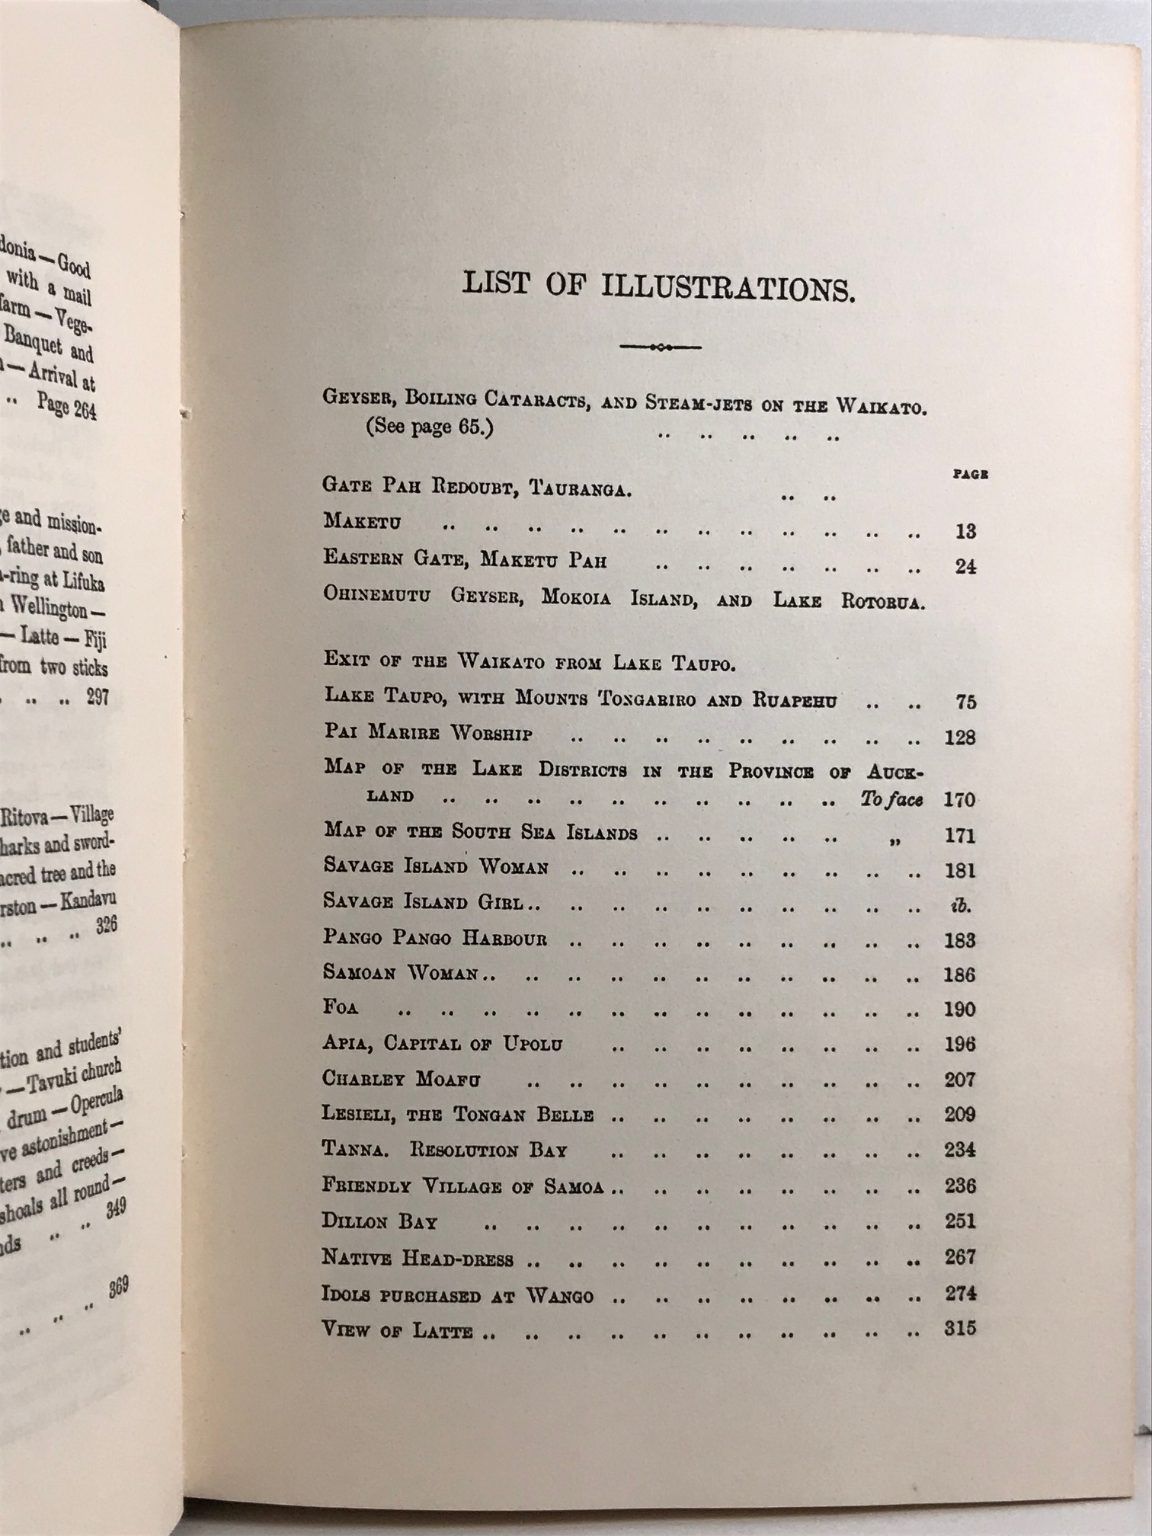 donia — Good
with a mail
farm — Vege-
Banquet and
— Arrival at
.. Page 264
ge and mission-
, father and son
-ring at Lifuka
Wellington —
— Latte — Fiji
from two sticks
. .. .. 297
Ritova — Village
harks and sword-
acred tree and the
rston — Kandavu
.. .. .. 326
tion and students'
— Tavuki church
drum — Opercula
ve astonishment —
ters and creeds —
shoals all round —
nds .. .. 349
.. .. .. 369
LIST OF ILLUSTRATIONS.
GEYSER, BOILING CATARACTS, AND STEAM-JETS ON THE WAIKATO.
(See page 65.) .. .. .. .. ..
PAGE
GATE PAH REDOUBT, TAURANGA. .. ..
MAKETU .. .. .. .. .. .. .. .. .. .. .. .. 13
EASTERN GATE, MAKETU PAH .. .. .. .. .. .. .. 24
OHINEMUTU GEYSER, MOKOIA ISLAND, AND LAKE ROTORUA.
EXIT OF THE WAIKATO FROM LAKE TAUPO.
LAKE TAUPO, WITH MOUNTS TONGARIRO AND RUAPEHU .. .. 75
PAI MARIRE WORSHIP .. .. .. .. .. .. .. .. .. 128
MAP OF THE LAKE DISTRICTS IN THE PROVINCE OF AUCK-
LAND .. .. .. .. .. .. .. .. .. .. To face 170
MAP OF THE SOUTH SEA ISLANDS .. .. .. .. .. „ 171
SAVAGE ISLAND WOMAN .. .. .. .. .. .. .. .. .. 181
SAVAGE ISLAND GIRL .. .. .. .. .. .. .. .. .. .. ib.
PANGO PANGO HARBOUR .. .. .. .. .. .. .. .. .. 183
SAMOAN WOMAN .. .. .. .. .. .. .. .. .. .. .. 186
FOA .. .. .. .. .. .. .. .. .. .. .. .. .. 190
APIA, CAPITAL OF UPOLU .. .. .. .. .. .. .. .. 196
CHARLEY MOAFU .. .. .. .. .. .. .. .. .. .. 207
LESIELI, THE TONGAN BELLE .. .. .. .. .. .. .. .. 209
TANNA. RESOLUTION BAY .. .. .. .. .. .. .. .. 234
FRIENDLY VILLAGE OF SAMOA .. .. .. .. .. .. .. .. 236
DILLON BAY .. .. .. .. .. .. .. .. .. .. .. 251
NATIVE HEAD-DRESS .. .. .. .. .. .. .. .. .. .. 267
IDOLS PURCHASED AT WANGO .. .. .. .. .. .. .. .. 274
VIEW OF LATTE .. .. .. .. .. .. .. .. .. .. .. 315